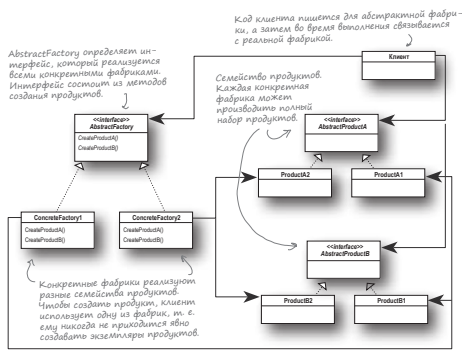 Код клиента пишется для абстрактной фабри-
ки, а затем во время выполнения связывается
с реальной фабрикой.
AbstractFactory определяет ин-
терфейс, который реализуется
всеми конкретными фабриками.
Интерфейс состоит из методов
создания продуктов.
Клиент
Семейство продуктов.
Каждая конкретная
фабрика может
производить полный
набор продуктов.
<<interface>>
AbstractFactory
CreateProductA()
CreateProductB()
<<interface>>
AbstractProductA
ProductA2
ProductA1
ConcreteFactory1
CreateProductA()
CreateProductB()
ConcreteFactory2
CreateProductA()
CreateProductB()
<<interface>>
AbstractProductB
ProductB2
ProductB1
Конкретные фабрики реализуют
разные семейства продуктов.
Чтобы создать продукт, клиент
использует одну из фабрик, т. е.
ему никогда не приходится явно
создавать экземпляры продуктов.